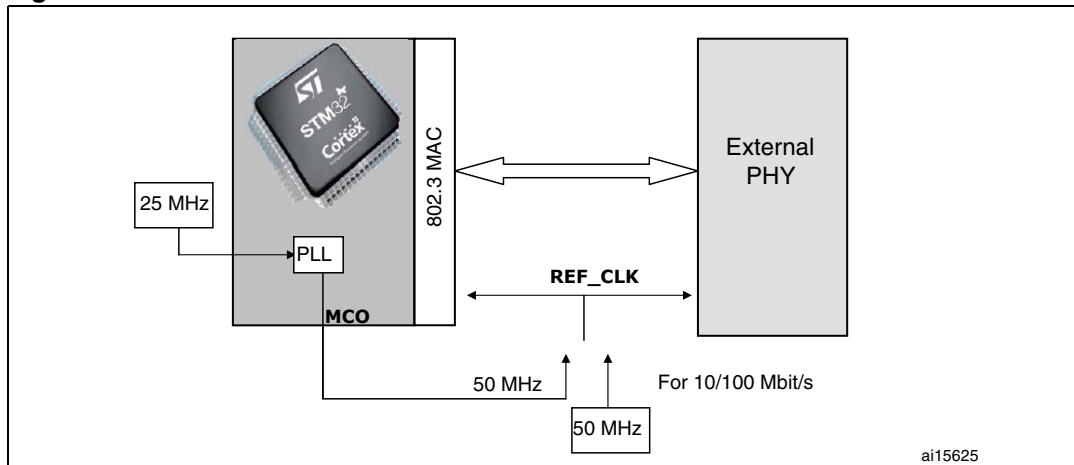 ST
STM32
Cortex
802.3 MAC
External
PHY
25 MHz
PLL
REF_CLK
MCO
50 MHz
For 10/100 Mbit/s
50 MHz
ai15625